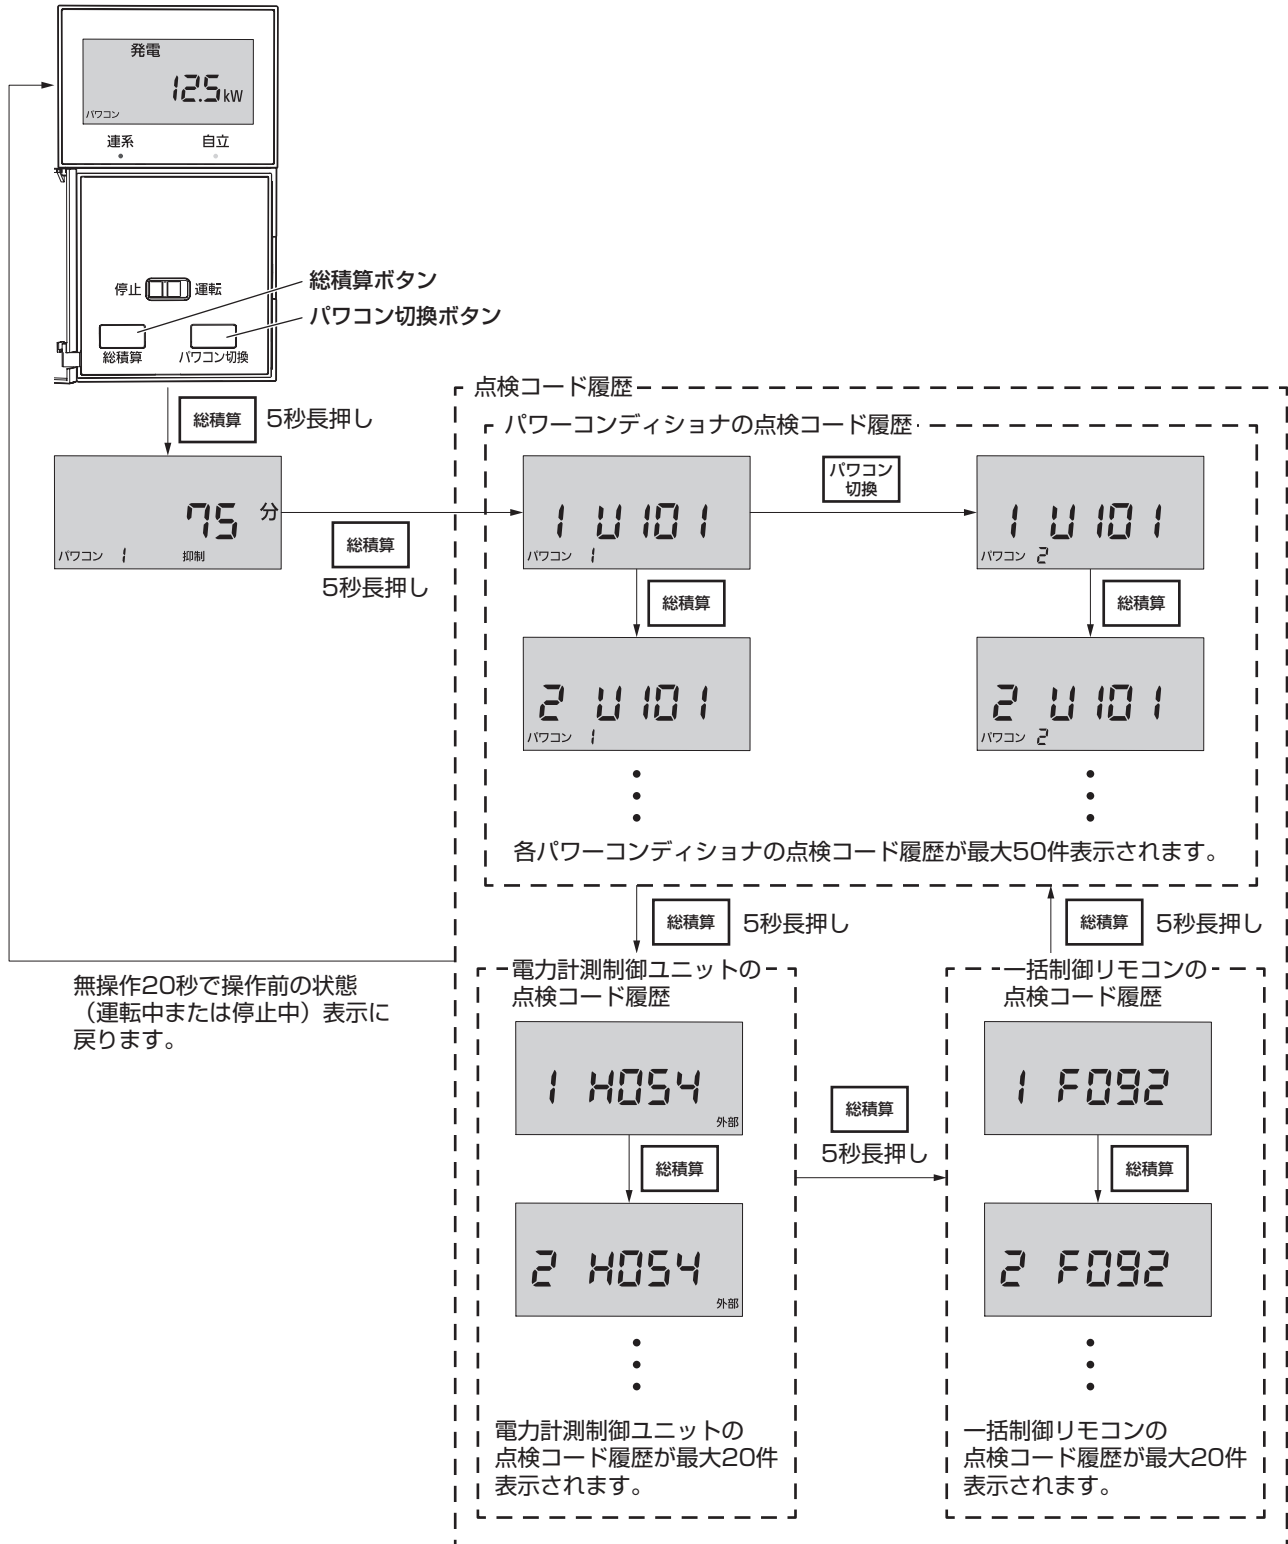 発電
12.5kW
パワコン
連系 自立
停止 運転
総積算 パワコン切換
総積算ボタン
パワコン切換ボタン
総積算 5秒長押し
75分
パワコン 1 抑制
総積算
5秒長押し
点検コード履歴
パワーコンディショナの点検コード履歴
1 U101
パワコン 1
パワコン
切換
1 U101
パワコン 2
総積算
総積算
2 U101
パワコン 1
2 U101
パワコン 2
各パワーコンディショナの点検コード履歴が最大50件表示されます。
総積算 5秒長押し
総積算 5秒長押し
無操作20秒で操作前の状態
（運転中または停止中）表示に
戻ります。
電力計測制御ユニットの
点検コード履歴
1 H054
外部
総積算
2 H054
外部
電力計測制御ユニットの
点検コード履歴が最大20件
表示されます。
総積算
5秒長押し
一括制御リモコンの
点検コード履歴
1 F092
総積算
2 F092
一括制御リモコンの
点検コード履歴が最大20件
表示されます。